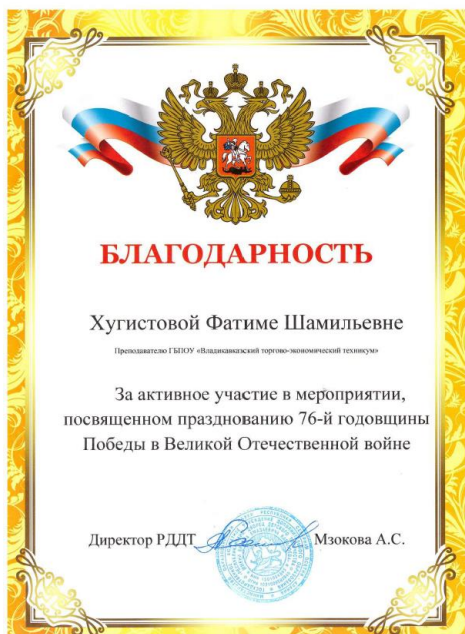 БЛАГОДАРНОСТЬ
Хугистовой Фатиме Шамильевне
Преподавателю ГБПОУ «Владикавказский торгово-экономический техникум»
За активное участие в мероприятии,
посвященном празднованию 76-й годовщины
Победы в Великой Отечественной войне
Директор РДДТ Мзокова А.С.